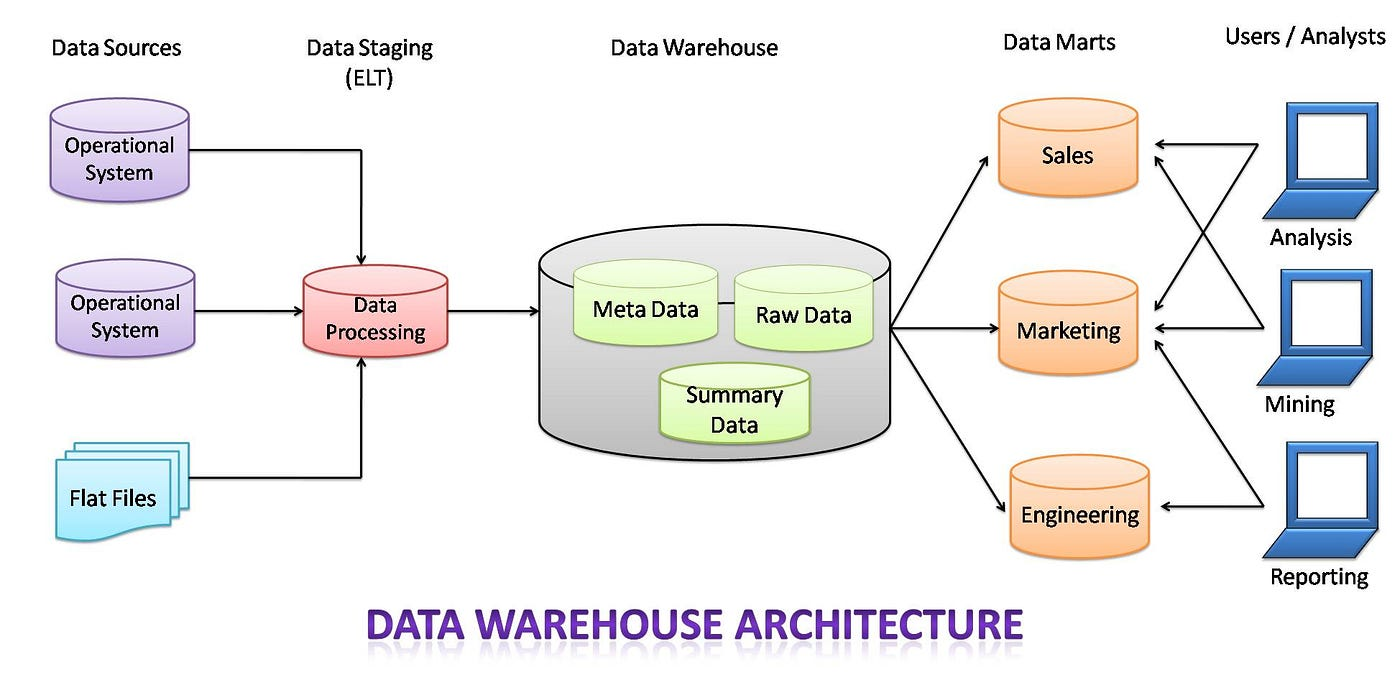 Data Sources
Data Staging
(ELT)
Data Warehouse
Data Marts
Users / Analysts
Operational
System
Operational
System
Flat Files
Data
Processing
Meta Data
Raw Data
Summary
Data
Sales
Marketing
Engineering
Analysis
Mining
Reporting
DATA WAREHOUSE ARCHITECTURE